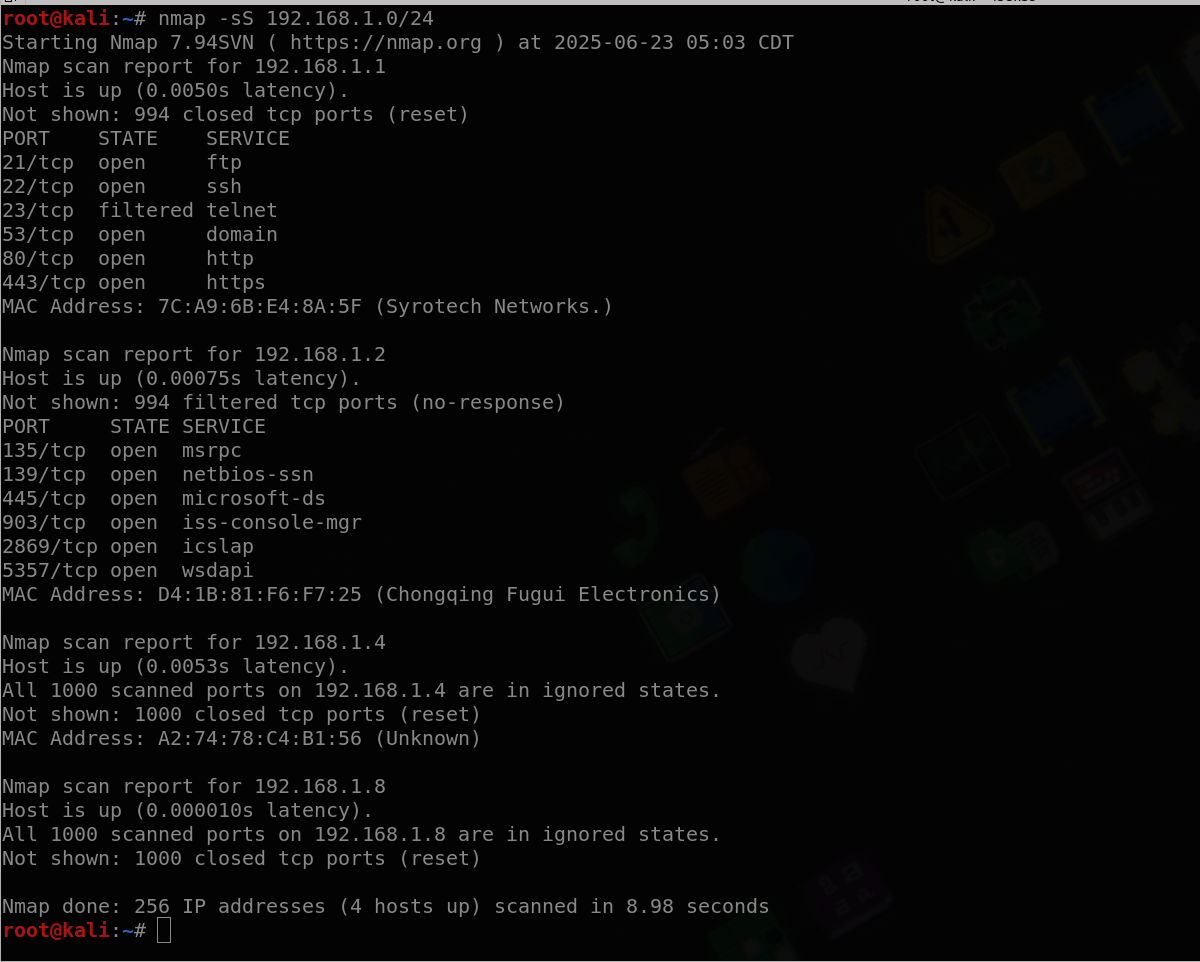 root@kali:~# nmap -sS 192.168.1.0/24
Starting Nmap 7.94SVN ( https://nmap.org ) at 2025-06-23 05:03 CDT
Nmap scan report for 192.168.1.1
Host is up (0.0050s latency).
Not shown: 994 closed tcp ports (reset)
PORT    STATE    SERVICE
21/tcp  open     ftp
22/tcp  open     ssh
23/tcp  filtered telnet
53/tcp  open     domain
80/tcp  open     http
443/tcp open     https
MAC Address: 7C:A9:6B:E4:8A:5F (Syrotech Networks.)

Nmap scan report for 192.168.1.2
Host is up (0.00075s latency).
Not shown: 994 filtered tcp ports (no-response)
PORT     STATE SERVICE
135/tcp  open  msrpc
139/tcp  open  netbios-ssn
445/tcp  open  microsoft-ds
903/tcp  open  iss-console-mgr
2869/tcp open  icslap
5357/tcp open  wsdapi
MAC Address: D4:1B:81:F6:F7:25 (Chongqing Fugui Electronics)

Nmap scan report for 192.168.1.4
Host is up (0.0053s latency).
All 1000 scanned ports on 192.168.1.4 are in ignored states.
Not shown: 1000 closed tcp ports (reset)
MAC Address: A2:74:78:C4:B1:56 (Unknown)

Nmap scan report for 192.168.1.8
Host is up (0.000010s latency).
All 1000 scanned ports on 192.168.1.8 are in ignored states.
Not shown: 1000 closed tcp ports (reset)

Nmap done: 256 IP addresses (4 hosts up) scanned in 8.98 seconds
root@kali:~#